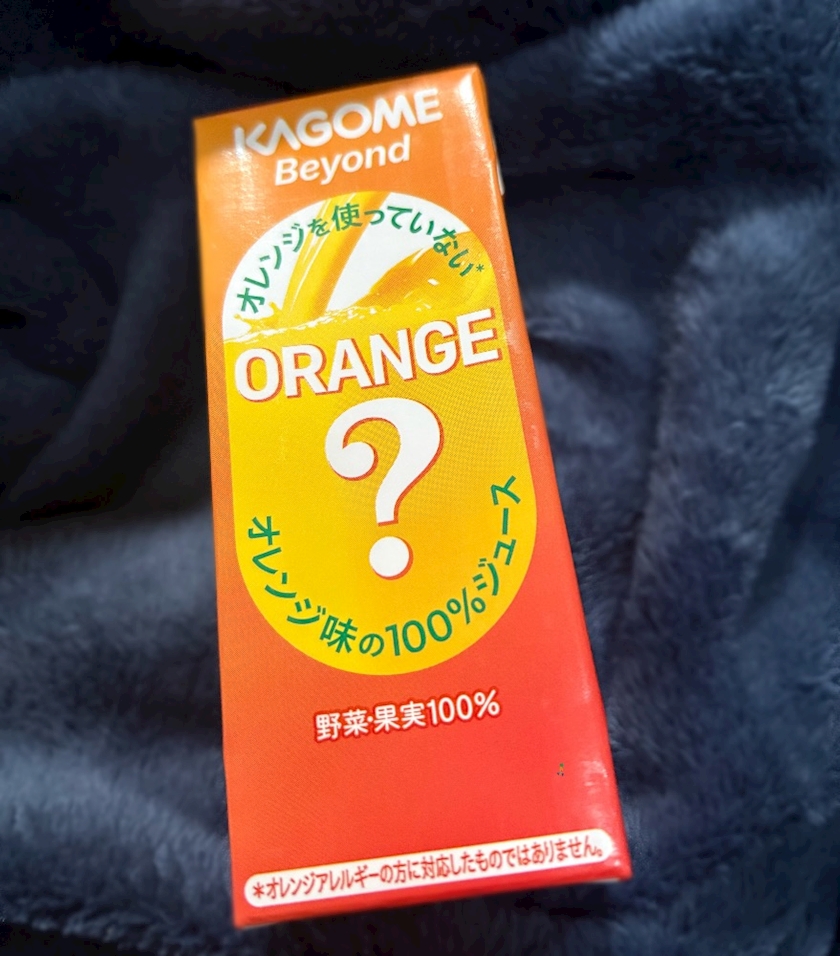 KAGOME
Beyond
オレンジを使っていない*
ORANGE
?
オレンジ味の100%ジュース
野菜・果実100%
*オレンジアレルギーの方に対応したものではありません。